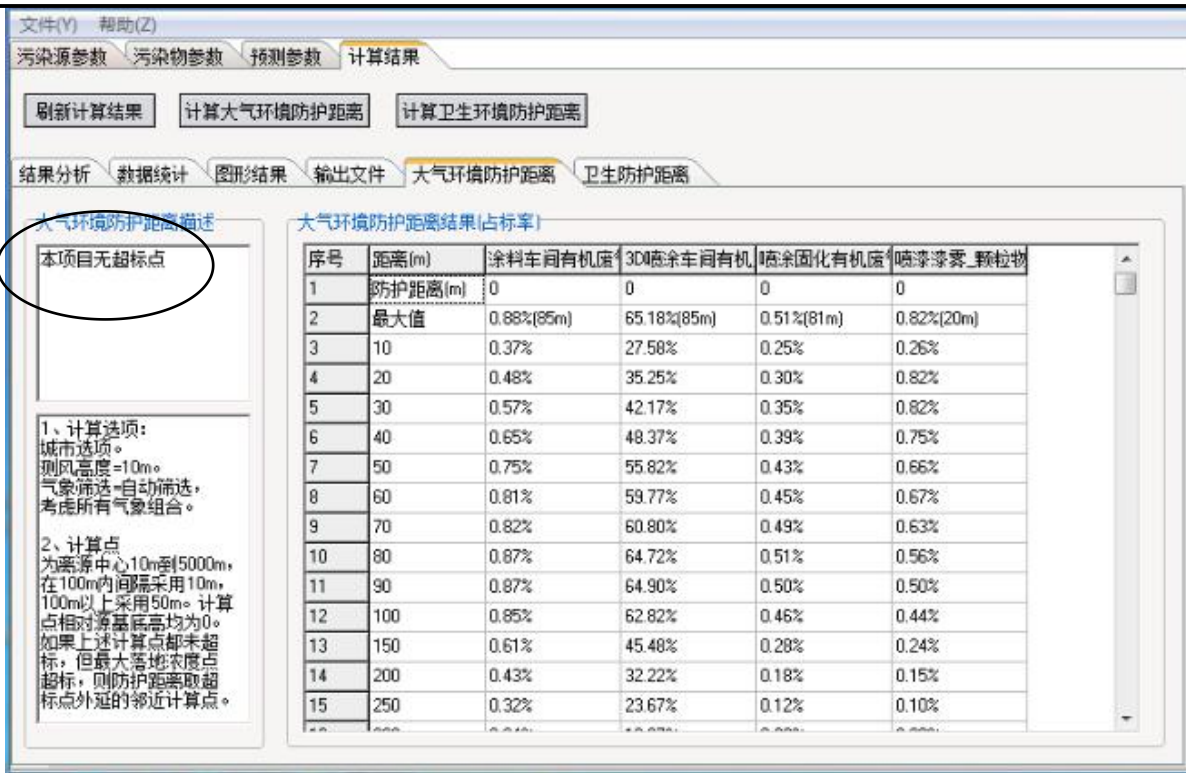 文件(Y) 帮助(Z)
污染源参数 污染物参数 预测参数 计算结果
刷新计算结果 计算大气环境防护距离 计算卫生环境防护距离
结果分析 数据统计 图形结果 输出文件 大气环境防护距离 卫生防护距离
大气环境防护距离描述
本项目无超标点
1、计算选项:
城市选项。
测风高度=10m。
气象筛选=自动筛选,
考虑所有气象组合。
2、计算点
为离源中心10m到5000m,
在100m内间隔采用10m,
100m以上采用50m。计算
点相对源基底高均为0。
如果上述计算点都未超
标,但最大落地浓度点
超标,则防护距离取超
标点外延的邻近计算点。
大气环境防护距离结果(占标率)
序号 距离(m) 涂料车间有机废 3D喷涂车间有机 喷涂固化有机废 喷漆漆雾_颗粒物
1 防护距离(m) 0 0 0 0
2 最大值 0.88%(85m) 65.18%(85m) 0.51%(81m) 0.82%(20m)
3 10 0.37% 27.58% 0.25% 0.26%
4 20 0.48% 35.25% 0.30% 0.82%
5 30 0.57% 42.17% 0.35% 0.82%
6 40 0.65% 48.37% 0.39% 0.75%
7 50 0.75% 55.82% 0.43% 0.66%
8 60 0.81% 59.77% 0.45% 0.67%
9 70 0.82% 60.80% 0.49% 0.63%
10 80 0.87% 64.72% 0.51% 0.56%
11 90 0.87% 64.90% 0.50% 0.50%
12 100 0.85% 62.82% 0.46% 0.44%
13 150 0.61% 45.48% 0.28% 0.24%
14 200 0.43% 32.22% 0.18% 0.15%
15 250 0.32% 23.67% 0.12% 0.10%